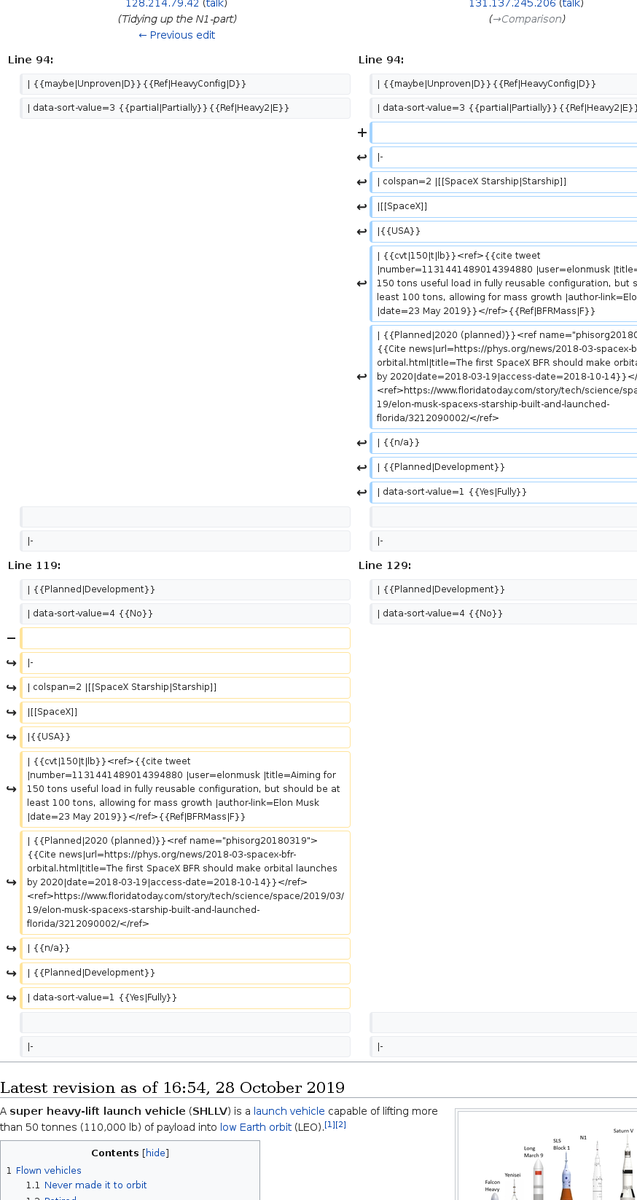 128.214.79.42 (talk)
(Tidying up the N1-part)
← Previous edit
131.137.245.206 (talk)
(→Comparison)
Line 94:
Line 94:
| {{maybe|Unproven|D}}{{Ref|HeavyConfig|D}}
| {{maybe|Unproven|D}}{{Ref|HeavyConfig|D}}
| data-sort-value=3 {{partial|Partially}}{{Ref|Heavy2|E}}
| data-sort-value=3 {{partial|Partially}}{{Ref|Heavy2|E}}
+
|-
| colspan=2 |[[SpaceX Starship|Starship]]
|[[SpaceX]]
|{{USA}}
| {{cvt|150|t|lb}}<ref>{{cite tweet
|number=1131441489014394880 |user=elonmusk |title=
150 tons useful load in fully reusable configuration, but s
least 100 tons, allowing for mass growth |author-link=Elo
|date=23 May 2019}}</ref>{{Ref|BFRMass|F}}
| {{Planned|2020 (planned)}}<ref name="phisorg20180
{{Cite news|url=https://phys.org/news/2018-03-spacex-b
orbital.html|title=The first SpaceX BFR should make orbita
by 2020|date=2018-03-19|access-date=2018-10-14}}</
<ref>https://www.floridatoday.com/story/tech/science/spa
19/elon-musk-spacexs-starship-built-and-launched-
florida/3212090002/</ref>
| {{n/a}}
| {{Planned|Development}}
| data-sort-value=1 {{Yes|Fully}}
|-
Line 119:
Line 129:
| {{Planned|Development}}
| {{Planned|Development}}
| data-sort-value=4 {{No}}
| data-sort-value=4 {{No}}
−
|-
| colspan=2 |[[SpaceX Starship|Starship]]
|[[SpaceX]]
|{{USA}}
| {{cvt|150|t|lb}}<ref>{{cite tweet
|number=1131441489014394880 |user=elonmusk |title=Aiming for
150 tons useful load in fully reusable configuration, but should be at
least 100 tons, allowing for mass growth |author-link=Elon Musk
|date=23 May 2019}}</ref>{{Ref|BFRMass|F}}
| {{Planned|2020 (planned)}}<ref name="phisorg20180319">
{{Cite news|url=https://phys.org/news/2018-03-spacex-bfr-
orbital.html|title=The first SpaceX BFR should make orbital launches
by 2020|date=2018-03-19|access-date=2018-10-14}}</ref>
<ref>https://www.floridatoday.com/story/tech/science/space/2019/03/
19/elon-musk-spacexs-starship-built-and-launched-
florida/3212090002/</ref>
| {{n/a}}
| {{Planned|Development}}
| data-sort-value=1 {{Yes|Fully}}
|-
|-
Latest revision as of 16:54, 28 October 2019
A super heavy-lift launch vehicle (SHLLV) is a launch vehicle capable of lifting more
than 50 tonnes (110,000 lb) of payload into low Earth orbit (LEO).[1][2]
Contents [hide]
1 Flown vehicles
1.1 Never made it to orbit
1.2 Retired
Falcon
Heavy
Yenisei
Long
March 9
SLS
Block 1
N1
Saturn V